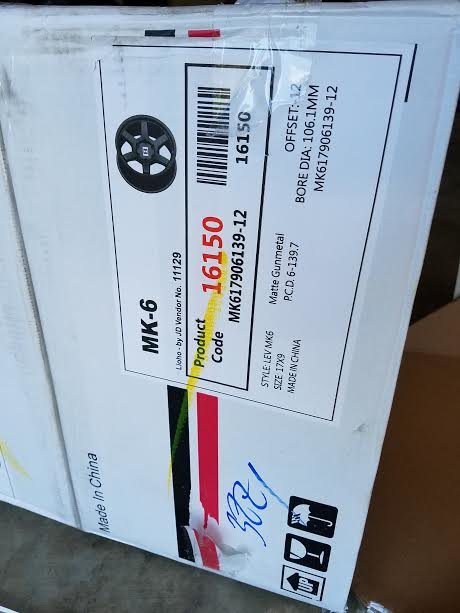 MK-6
Lioho - by JD Vendor No. 11129
Product
Code
16150
MK617906139-12
16150
STYLE: LEV MK6
SIZE: 17X9
MADE IN CHINA
Matte Gunmetal
P.C.D. 6-139.7
OFFSET:-12
BORE DIA: 106.1MM
MK617906139-12
Made In China
UP